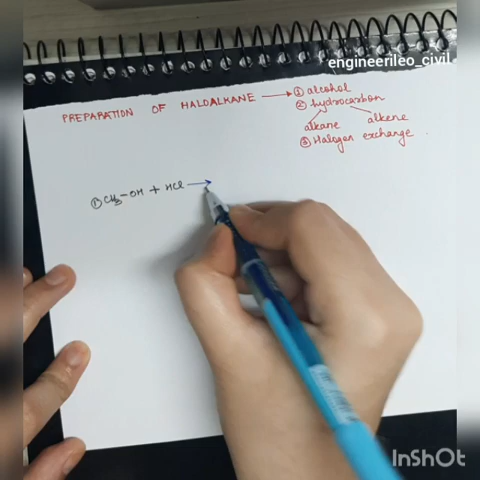 engineerileo_civil
PREPARATION OF HALOALKANE → ① alcohol
② hydrocarbon
alkane alkene
③ Halogen exchange.
① CH₃-OH + HCl →
InShOt